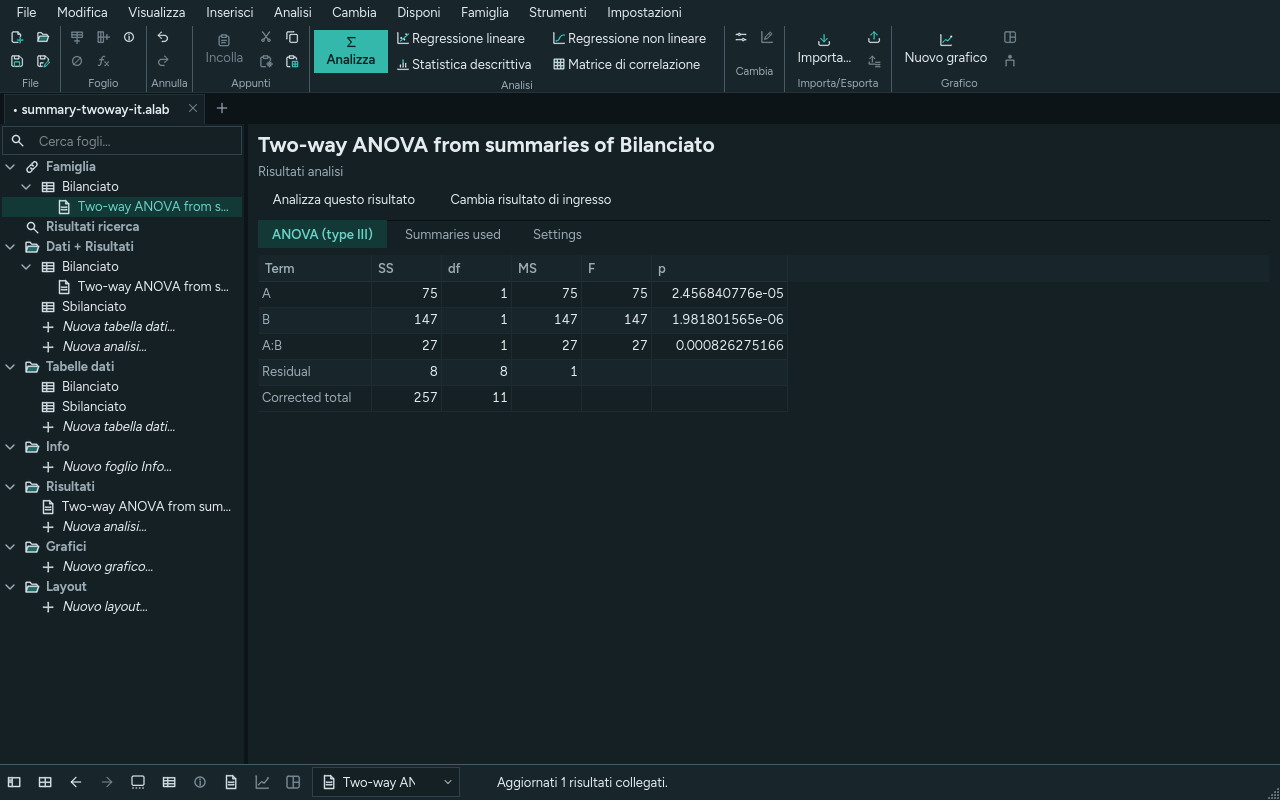 File Modifica Visualizza Inserisci Analisi Cambia Disponi Famiglia Strumenti Impostazioni
Incolla
Σ
Analizza
Regressione lineare
Regressione non lineare
Statistica descrittiva
Matrice di correlazione
Importa...
Nuovo grafico
File Foglio Annulla Appunti Analisi Cambia Importa/Esporta Grafico
• summary-twoway-it.alab
Cerca fogli...
Famiglia
Bilanciato
Two-way ANOVA from s...
Risultati ricerca
Dati + Risultati
Bilanciato
Two-way ANOVA from s...
Sbilanciato
Nuova tabella dati...
Nuova analisi...
Tabelle dati
Bilanciato
Sbilanciato
Nuova tabella dati...
Info
Nuovo foglio Info...
Risultati
Two-way ANOVA from sum...
Nuova analisi...
Grafici
Nuovo grafico...
Layout
Nuovo layout...
Two-way ANOVA from summaries of Bilanciato
Risultati analisi
Analizza questo risultato Cambia risultato di ingresso
ANOVA (type III) Summaries used Settings
Term SS df MS F p
A 75 1 75 75 2.456840776e-05
B 147 1 147 147 1.981801565e-06
A:B 27 1 27 27 0.000826275166
Residual 8 8 1
Corrected total 257 11
Two-way AN
Aggiornati 1 risultati collegati.